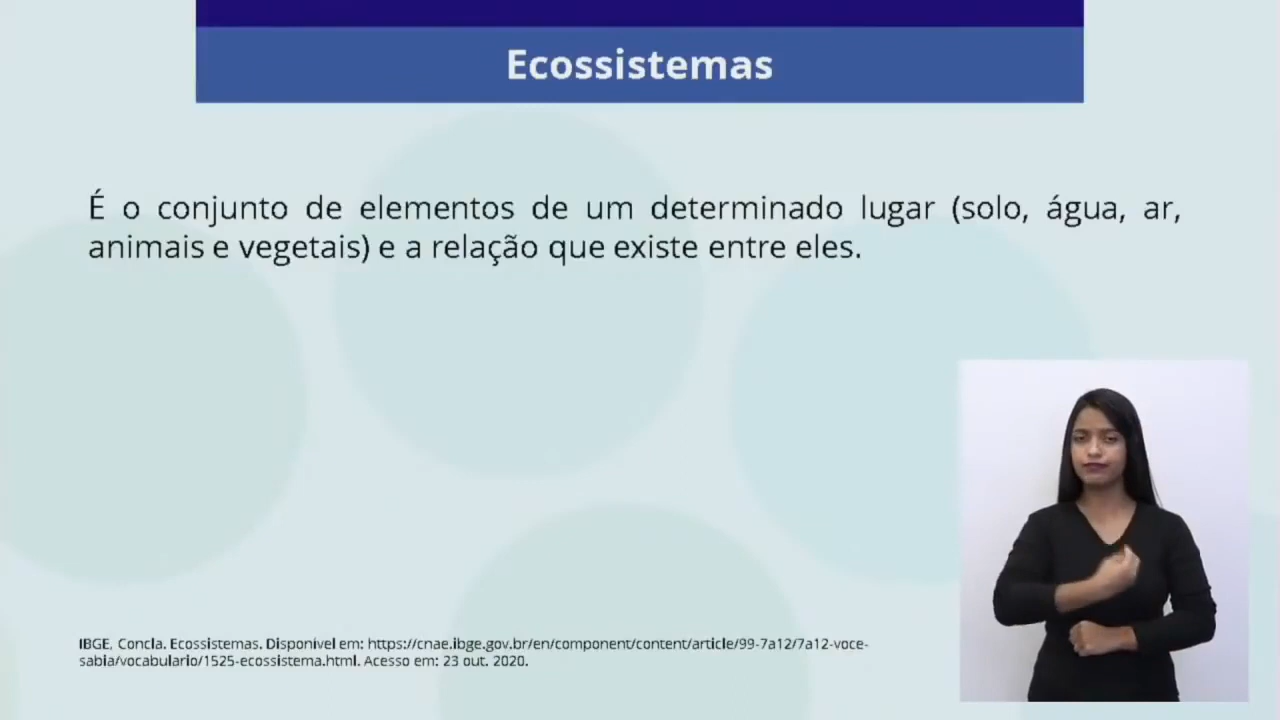 Ecossistemas
É o conjunto de elementos de um determinado lugar (solo, água, ar,
animais e vegetais) e a relação que existe entre eles.
IBGE, Concla. Ecossistemas. Disponível em: https://cnae.ibge.gov.br/en/component/content/article/99-7a12/7a12-voce-
sabia/vocabulario/1525-ecossistema.html. Acesso em: 23 out. 2020.